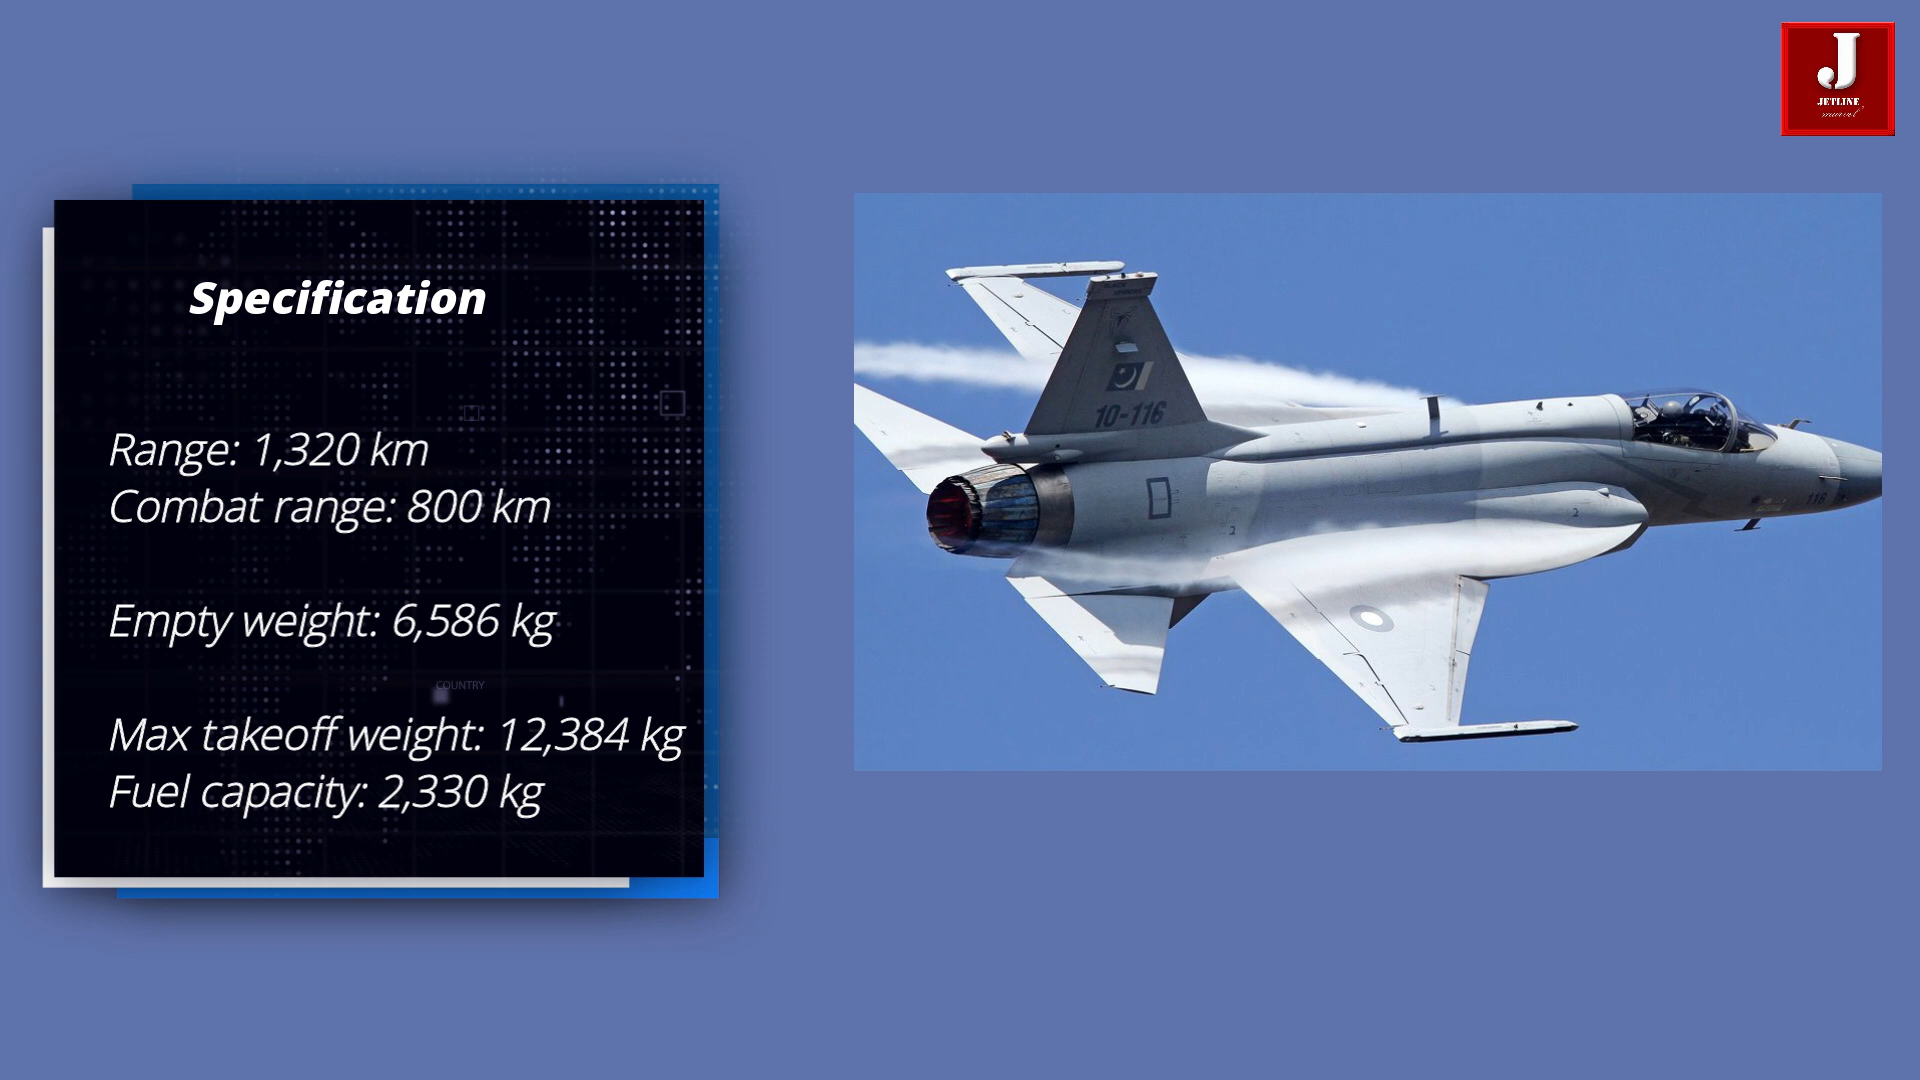 J
JETLINE
Specification
Range: 1,320 km
Combat range: 800 km
Empty weight: 6,586 kg
COUNTRY
Max takeoff weight: 12,384 kg
Fuel capacity: 2,330 kg
10-116
116